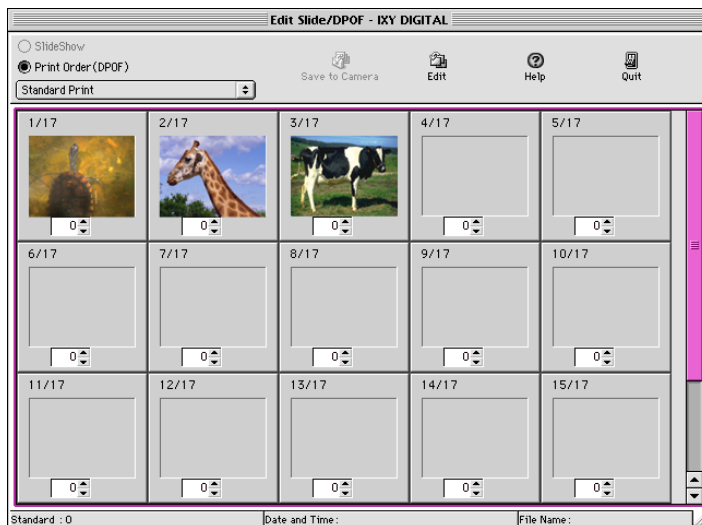 Edit Slide/DPOF - IXY DIGITAL
SlideShow
Print Order(DPOF)
Standard Print
Save to Camera Edit Help Quit
1/17 2/17 3/17 4/17 5/17
0 0 0 0 0
6/17 7/17 8/17 9/17 10/17
0 0 0 0 0
11/17 12/17 13/17 14/17 15/17
0 0 0 0 0
Standard : 0 Date and Time : File Name :